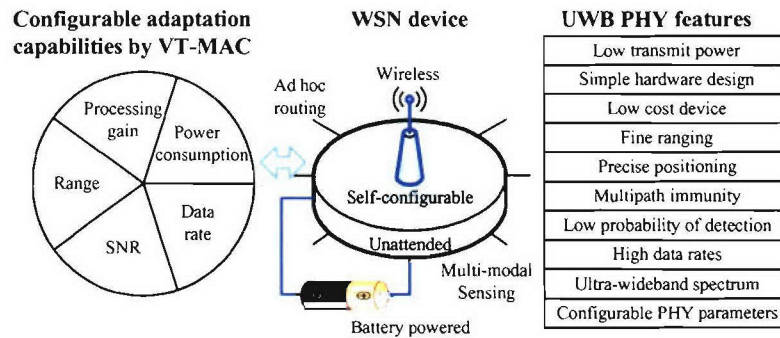 Configurable adaptation
capabilities by VT-MAC
Processing
gain
Power
consumption
Range
Data
rate
SNR
WSN device
Wireless
Ad hoc
routing
Self-configurable
Unattended
Multi-modal
Sensing
Battery powered
UWB PHY features
Low transmit power
Simple hardware design
Low cost device
Fine ranging
Precise positioning
Multipath immunity
Low probability of detection
High data rates
Ultra-wideband spectrum
Configurable PHY parameters